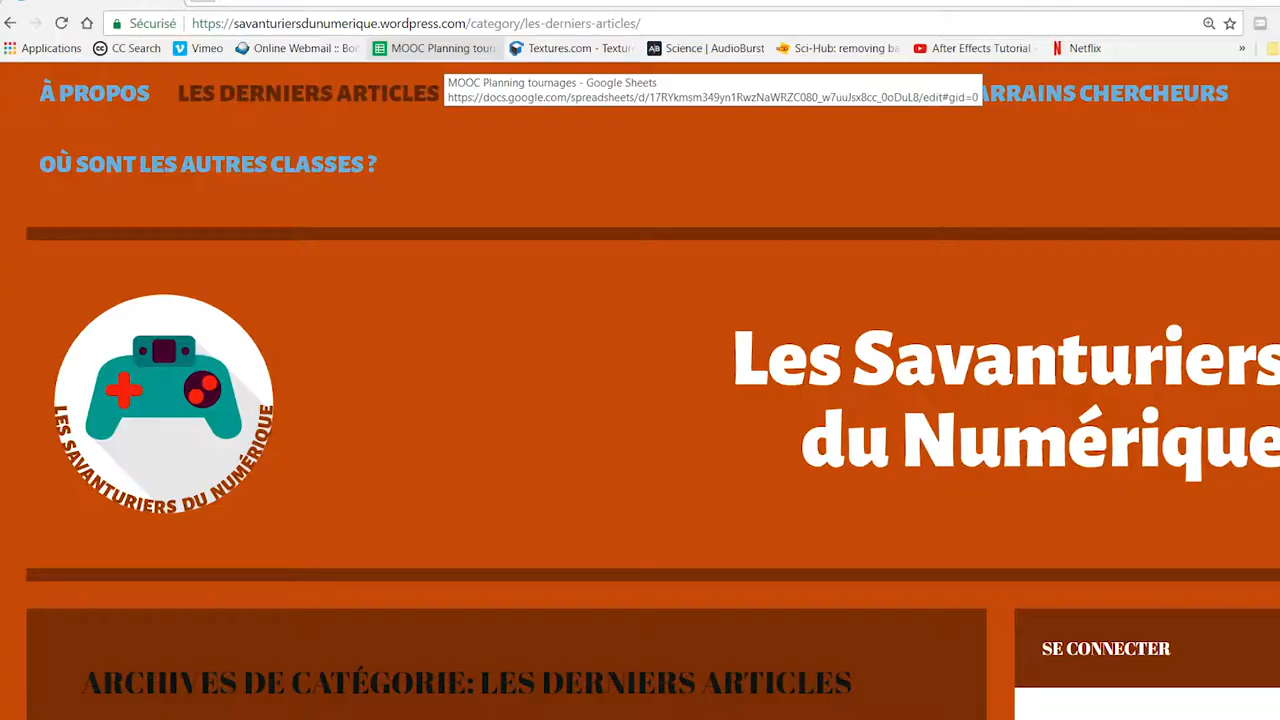 Sécurisé
https://savanturiersdunumerique.wordpress.com/category/les-derniers-articles/
Applications
CC Search
Vimeo
Online Webmail :: Boi
MOOC Planning tour
Textures.com - Textur
Science | AudioBurst
Sci-Hub: removing ba
After Effects Tutorial -
Netflix
»
MOOC Planning tournages - Google Sheets
https://docs.google.com/spreadsheets/d/17RYkmsm349yn1RwzNaWRZC080_w7uuJsx8cc_0oDuL8/edit#gid=0
À PROPOS
LES DERNIERS ARTICLES
ARRAINS CHERCHEURS
OÙ SONT LES AUTRES CLASSES ?
LES SAVANTURIERS DU NUMÉRIQUE
Les Savanturiers
du Numérique
SE CONNECTER
ARCHIVES DE CATÉGORIE: LES DERNIERS ARTICLES